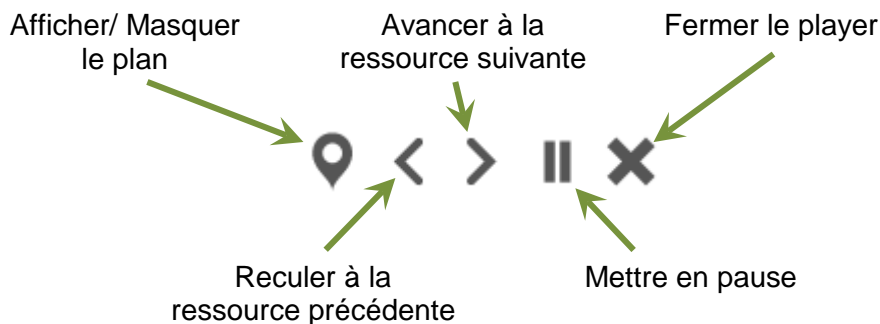 Afficher/ Masquer
le plan
Avancer à la
ressource suivante
Fermer le player
Reculer à la
ressource précédente
Mettre en pause